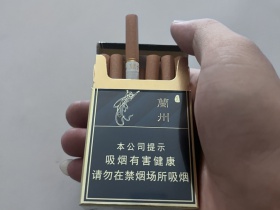 蘭
州
本公司提示
吸烟有害健康
请勿在禁烟场所吸烟